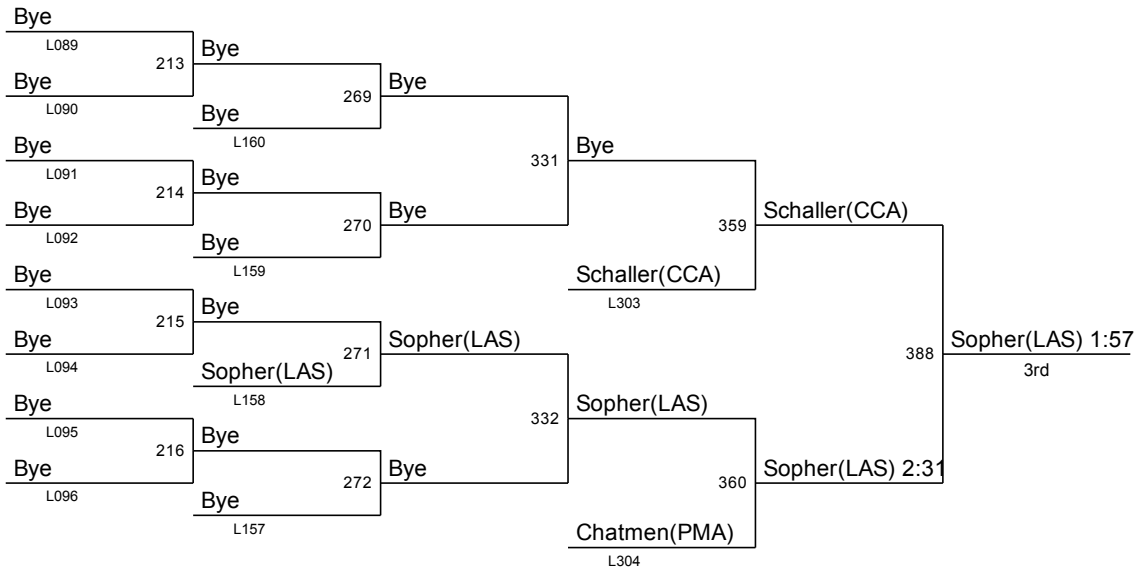 Bye
L089
213
Bye
Bye
L090
269
Bye
Bye
L160
Bye
L091
331
Bye
214
Bye
Bye
L092
270
Bye
359
Schaller(CCA)
Bye
L159
Bye
L093
Schaller(CCA)
L303
215
Bye
Bye
L094
271
Sopher(LAS)
388
Sopher(LAS) 1:57
3rd
Sopher(LAS)
L158
Bye
L095
332
Sopher(LAS)
216
Bye
Bye
L096
272
Bye
360
Sopher(LAS) 2:31
Bye
L157
Chatmen(PMA)
L304